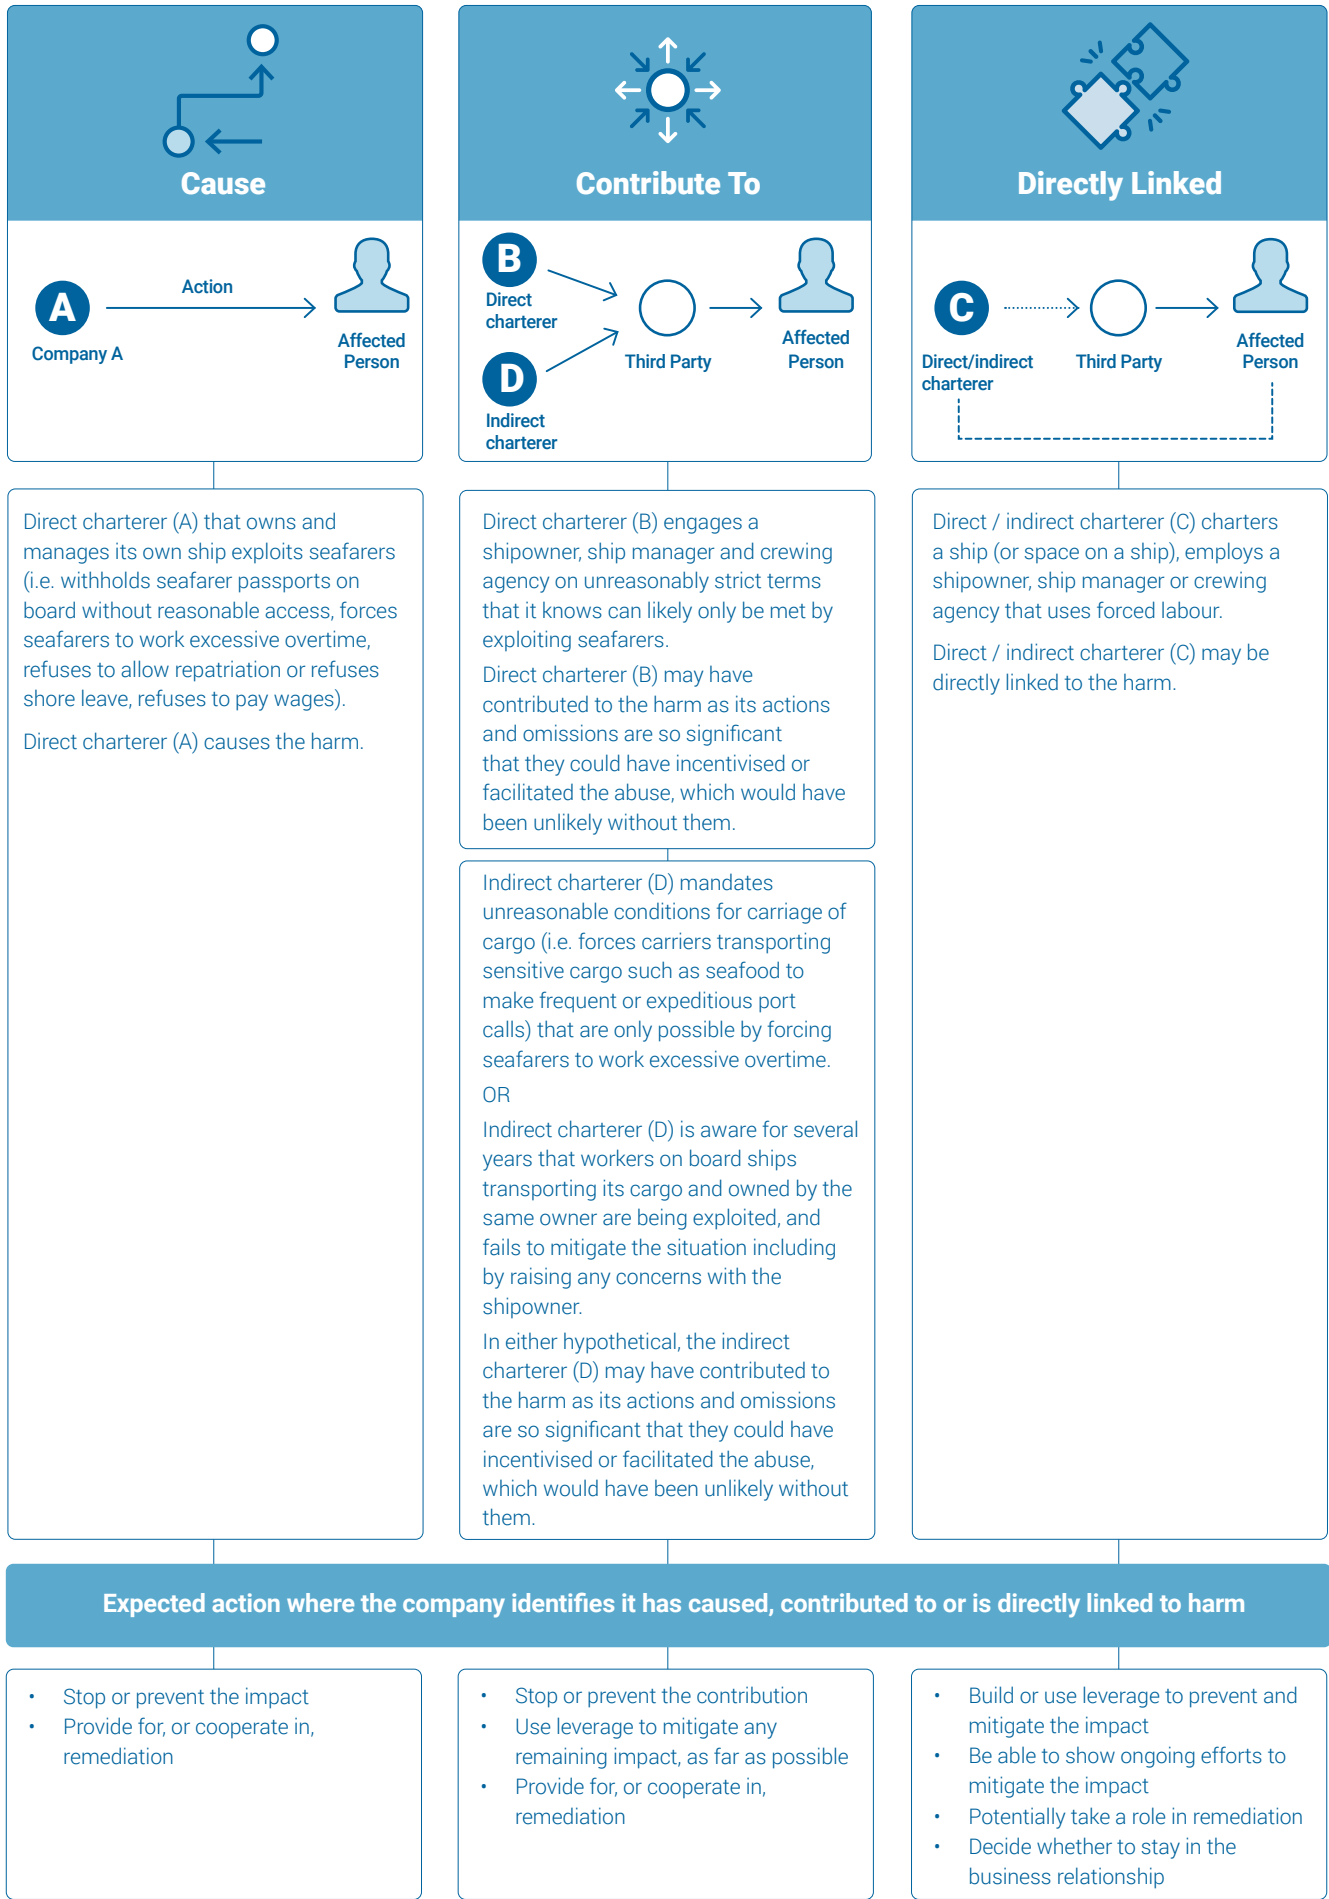 Cause
A
Company A
Action
Affected
Person
Direct charterer (A) that owns and
manages its own ship exploits seafarers
(i.e. withholds seafarer passports on
board without reasonable access, forces
seafarers to work excessive overtime,
refuses to allow repatriation or refuses
shore leave, refuses to pay wages).
Direct charterer (A) causes the harm.
Contribute To
B
Direct
charterer
D
Indirect
charterer
Third Party
Affected
Person
Direct charterer (B) engages a
shipowner, ship manager and crewing
agency on unreasonably strict terms
that it knows can likely only be met by
exploiting seafarers.
Direct charterer (B) may have
contributed to the harm as its actions
and omissions are so significant
that they could have incentivised or
facilitated the abuse, which would have
been unlikely without them.
Indirect charterer (D) mandates
unreasonable conditions for carriage of
cargo (i.e. forces carriers transporting
sensitive cargo such as seafood to
make frequent or expeditious port
calls) that are only possible by forcing
seafarers to work excessive overtime.
OR
Indirect charterer (D) is aware for several
years that workers on board ships
transporting its cargo and owned by the
same owner are being exploited, and
fails to mitigate the situation including
by raising any concerns with the
shipowner.
In either hypothetical, the indirect
charterer (D) may have contributed to
the harm as its actions and omissions
are so significant that they could have
incentivised or facilitated the abuse,
which would have been unlikely without
them.
Directly Linked
C
Direct/indirect
charterer
Third Party
Affected
Person
Direct / indirect charterer (C) charters
a ship (or space on a ship), employs a
shipowner, ship manager or crewing
agency that uses forced labour.
Direct / indirect charterer (C) may be
directly linked to the harm.
Expected action where the company identifies it has caused, contributed to or is directly linked to harm
• Stop or prevent the impact
• Provide for, or cooperate in,
remediation
• Stop or prevent the contribution
• Use leverage to mitigate any
remaining impact, as far as possible
• Provide for, or cooperate in,
remediation
• Build or use leverage to prevent and
mitigate the impact
• Be able to show ongoing efforts to
mitigate the impact
• Potentially take a role in remediation
• Decide whether to stay in the
business relationship